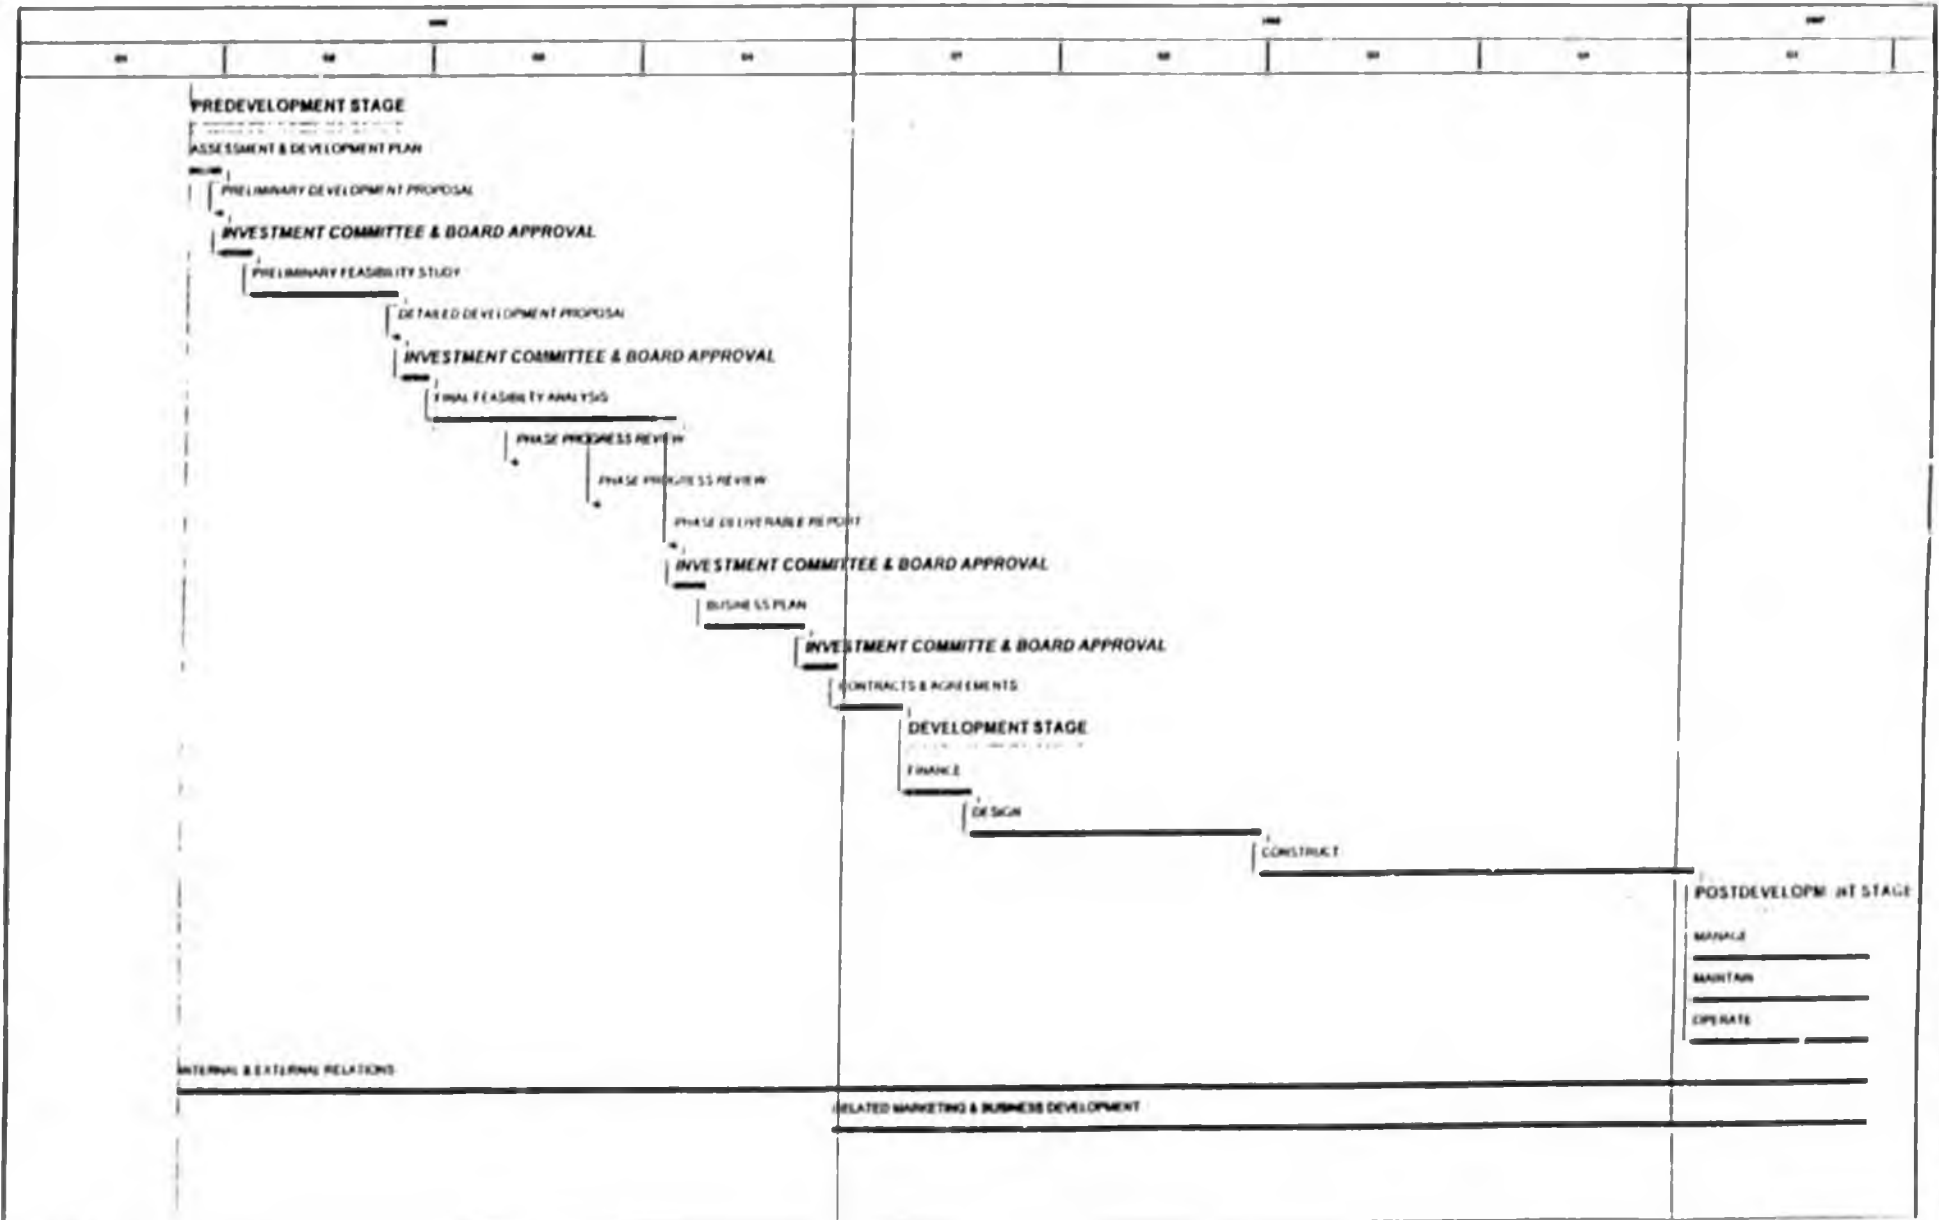 PREDEVELOPMENT STAGE
ASSESSMENT & DEVELOPMENT PLAN
PRELIMINARY DEVELOPMENT PROPOSAL
INVESTMENT COMMITTEE & BOARD APPROVAL
PRELIMINARY FEASIBILITY STUDY
DETAILED DEVELOPMENT PROPOSAL
INVESTMENT COMMITTEE & BOARD APPROVAL
FINAL FEASIBILTY ANALYSIS
PHASE PROGRESS REVIEW
PHASE PROGRESS REVIEW
PHASE DELIVERABLE REPORT
INVESTMENT COMMITTEE & BOARD APPROVAL
BUSINESS PLAN
INVESTMENT COMMITTE & BOARD APPROVAL
CONTRACTS & AGREEMENTS
DEVELOPMENT STAGE
FINANCE
DESIGN
CONSTRUCT
POSTDEVELOPMENT STAGE
MANAGE
MAINTAIN
OPERATE
INTERNAL & EXTERNAL RELATIONS
RELATED MARKETING & BUSINESS DEVELOPMENT